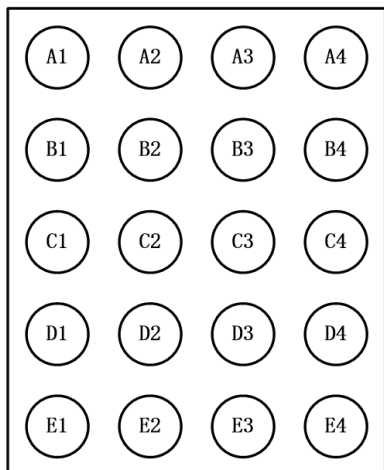 A1 A2 A3 A4
B1 B2 B3 B4
C1 C2 C3 C4
D1 D2 D3 D4
E1 E2 E3 E4